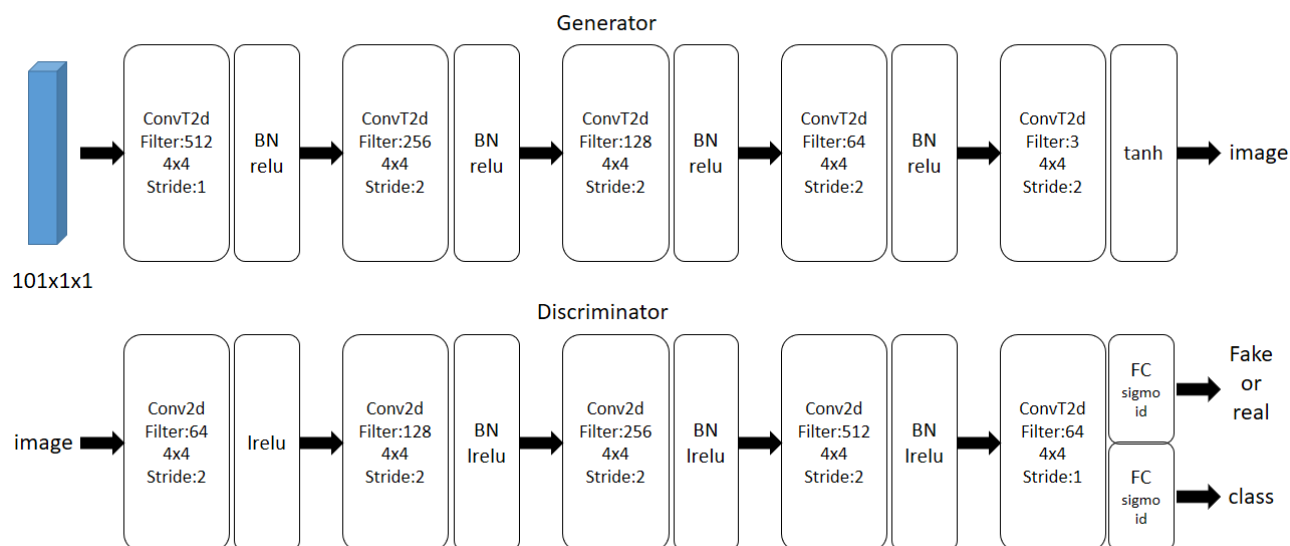 Generator
ConvT2d
Filter:512
4x4
Stride:1
BN
relu
ConvT2d
Filter:256
4x4
Stride:2
BN
relu
ConvT2d
Filter:128
4x4
Stride:2
BN
relu
ConvT2d
Filter:64
4x4
Stride:2
BN
relu
ConvT2d
Filter:3
4x4
Stride:2
tanh
image
101x1x1
Discriminator
image
Conv2d
Filter:64
4x4
Stride:2
lrelu
Conv2d
Filter:128
4x4
Stride:2
BN
lrelu
Conv2d
Filter:256
4x4
Stride:2
BN
lrelu
Conv2d
Filter:512
4x4
Stride:2
BN
lrelu
ConvT2d
Filter:64
4x4
Stride:1
FC
sigmo
id
Fake
or
real
FC
sigmo
id
class